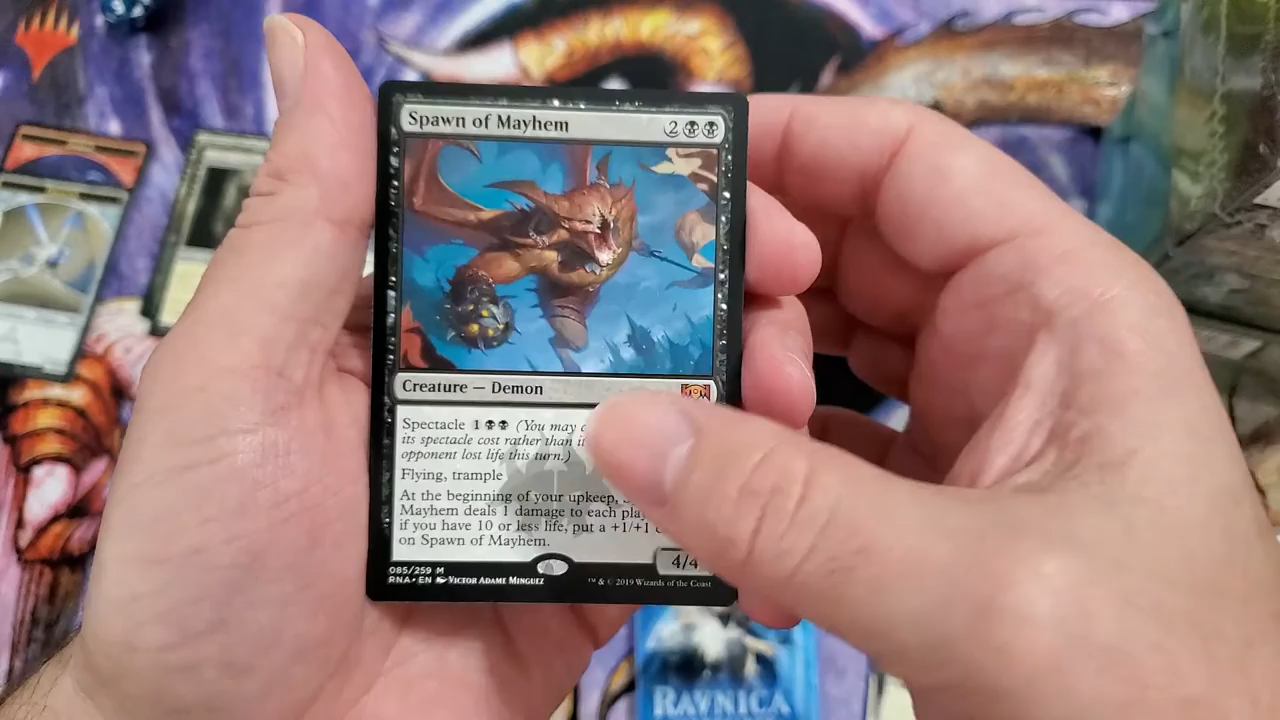 Spawn of Mayhem 2
Creature — Demon
Spectacle 1 (You may
its spectacle cost rather than
opponent lost life this turn.)
Flying, trample
At the beginning of your upkeep,
Mayhem deals 1 damage to each
if you have 10 or less life, put a +1/+1
on Spawn of Mayhem.
4/4
085/259 M
RNA • EN Victor Adame Minguez
™ & © 2019 Wizards of the Coast
RAVNICA